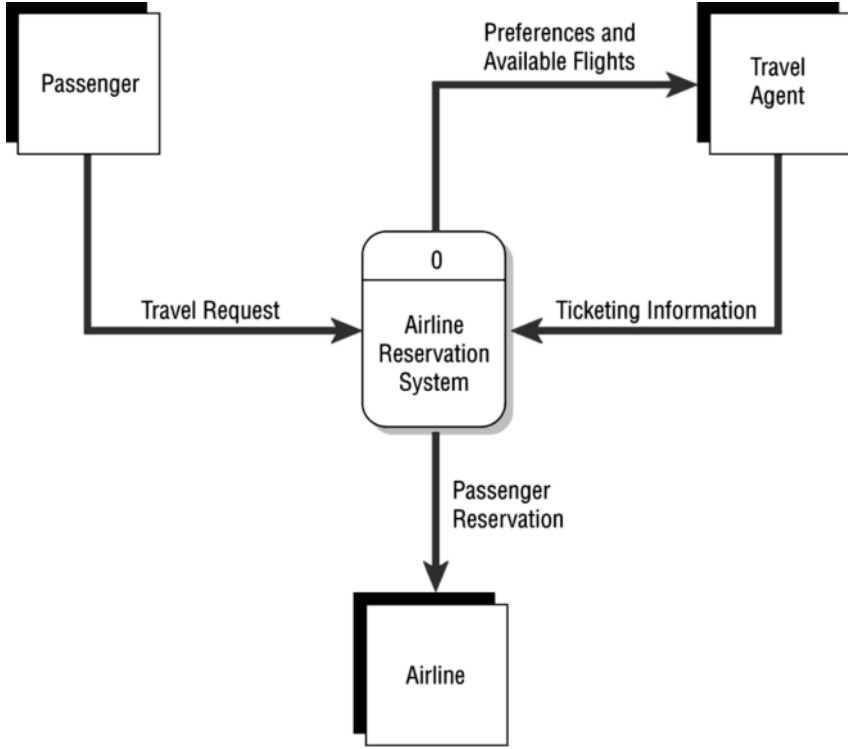 Passenger
Preferences and
Available Flights
Travel
Agent
0
Airline
Reservation
System
Travel Request
Ticketing Information
Passenger
Reservation
Airline